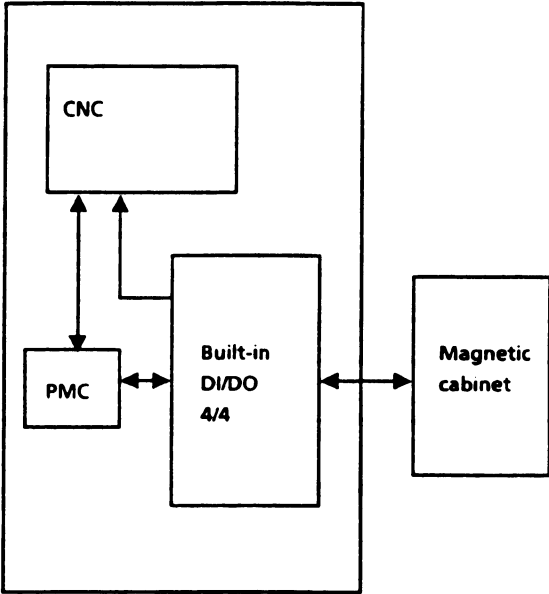 CNC
PMC
Built-in
DI/DO
4/4
Magnetic
cabinet